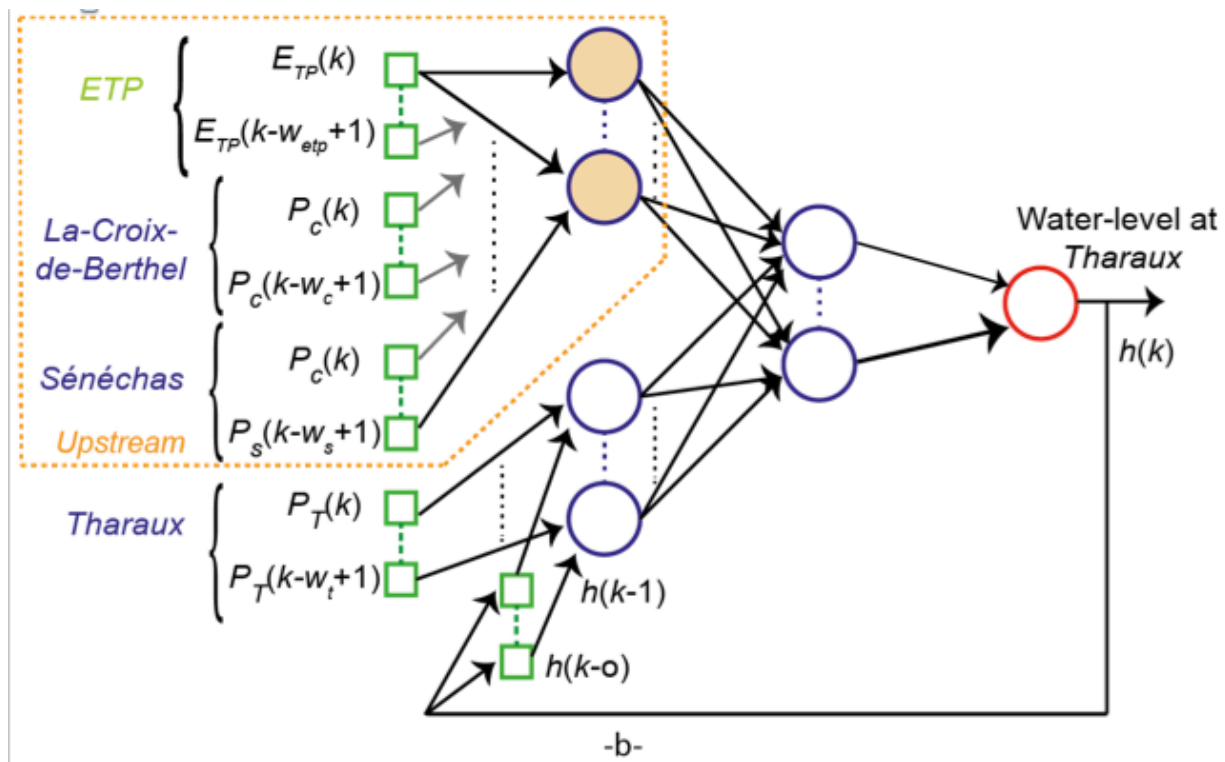 ETP
E_TP(k)
E_TP(k-w_etp+1)
La-Croix-
de-Berthel
P_c(k)
P_c(k-w_c+1)
Sénéchas
P_c(k)
P_s(k-w_s+1)
Upstream
Tharaux
P_T(k)
P_T(k-w_t+1)
h(k-1)
h(k-o)
Water-level at
Tharaux
h(k)
-b-